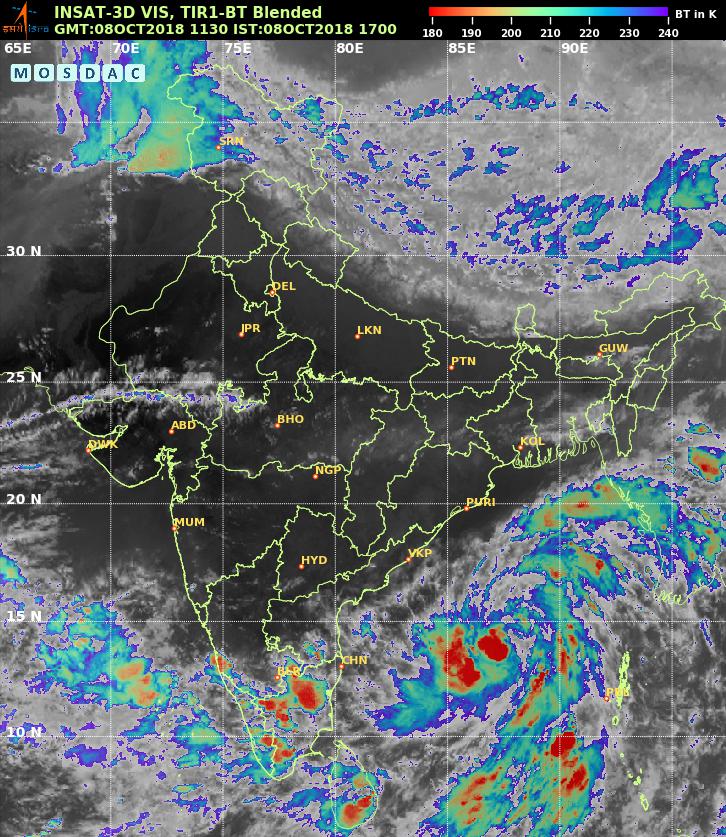 INSAT-3D VIS, TIR1-BT Blended
GMT:08OCT2018 1130 IST:08OCT2018 1700
BT in K
180 190 200 210 220 230 240
65E 70E 75E 80E 85E 90E
M O S D A C
SRN
30 N
DEL
JPR
LKN
GUW
PTN
25 N
BHO
ABD
DWK
KOL
NGP
20 N
PURI
MUM
VKP
HYD
15 N
CHN
10 N